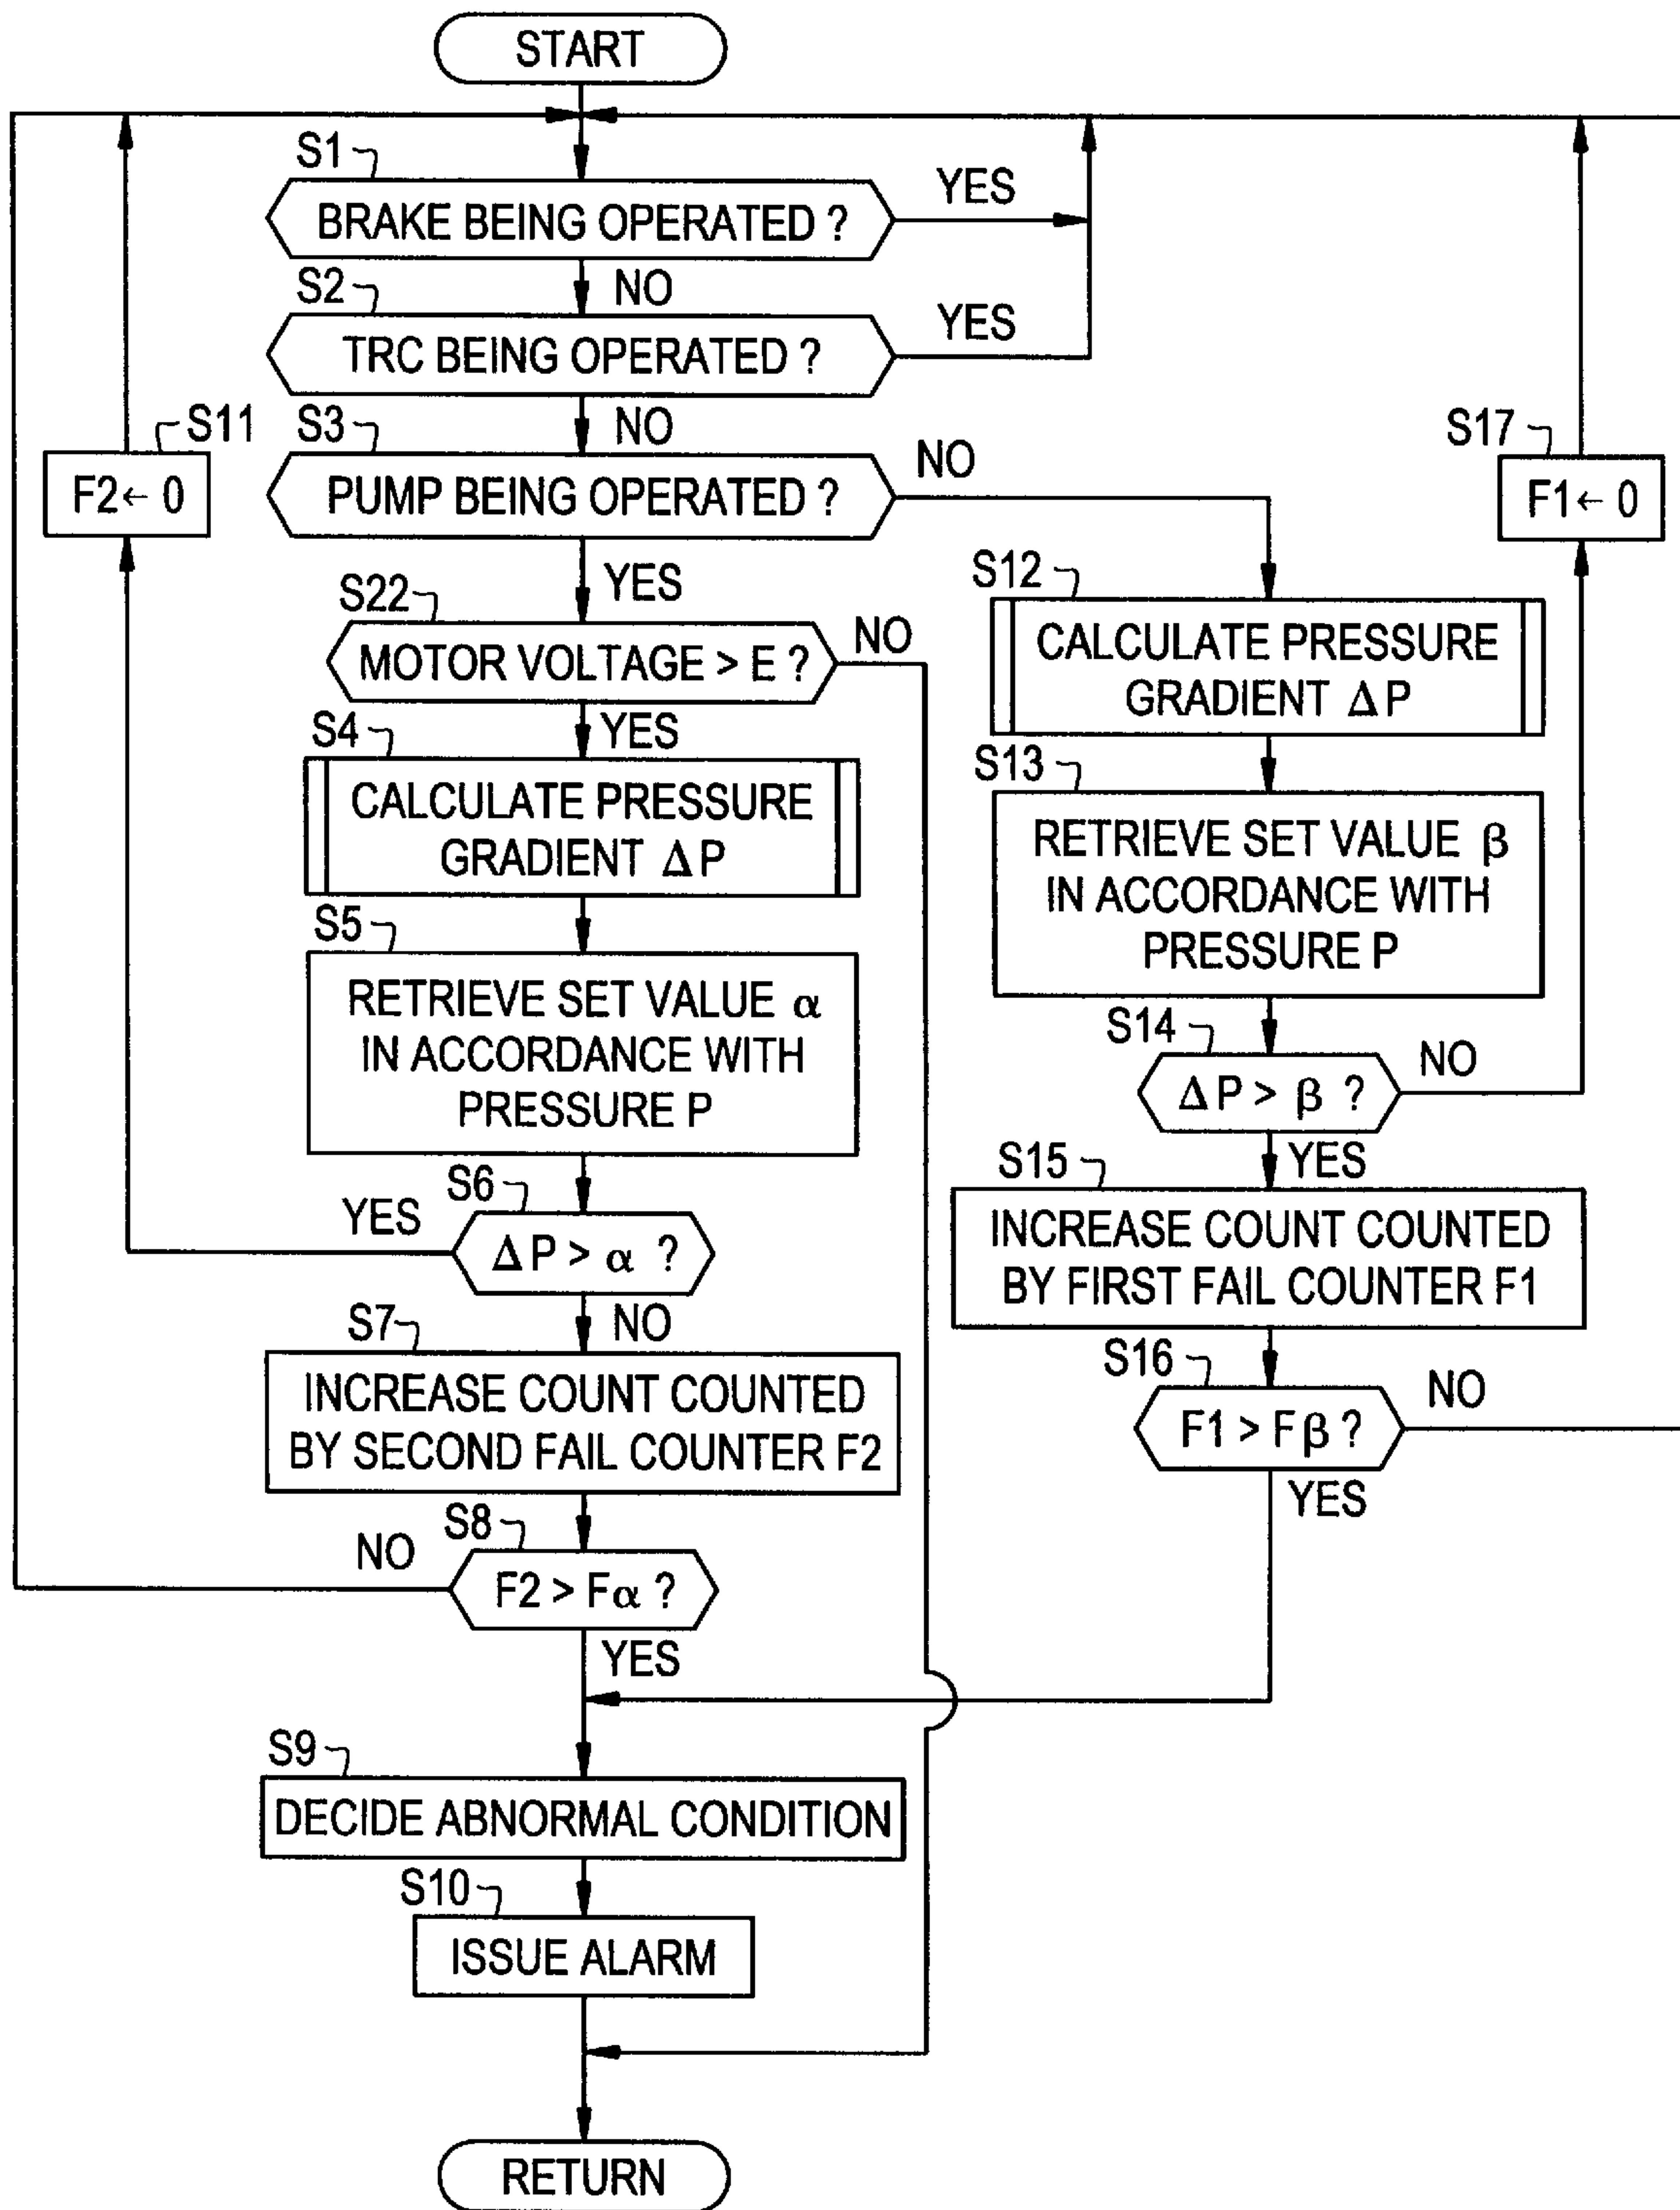 START
S1
BRAKE BEING OPERATED ?
YES
NO
S2
TRC BEING OPERATED ?
YES
NO
S3
PUMP BEING OPERATED ?
NO
YES
S11
F2 ← 0
S17
F1 ← 0
S22
MOTOR VOLTAGE > E ?
NO
YES
S4
CALCULATE PRESSURE
GRADIENT ΔP
S5
RETRIEVE SET VALUE α
IN ACCORDANCE WITH
PRESSURE P
S6
YES
ΔP > α ?
NO
S7
INCREASE COUNT COUNTED
BY SECOND FAIL COUNTER F2
S8
NO
F2 > Fα ?
YES
S12
CALCULATE PRESSURE
GRADIENT ΔP
S13
RETRIEVE SET VALUE β
IN ACCORDANCE WITH
PRESSURE P
S14
ΔP > β ?
NO
YES
S15
INCREASE COUNT COUNTED
BY FIRST FAIL COUNTER F1
S16
F1 > Fβ ?
NO
YES
S9
DECIDE ABNORMAL CONDITION
S10
ISSUE ALARM
RETURN